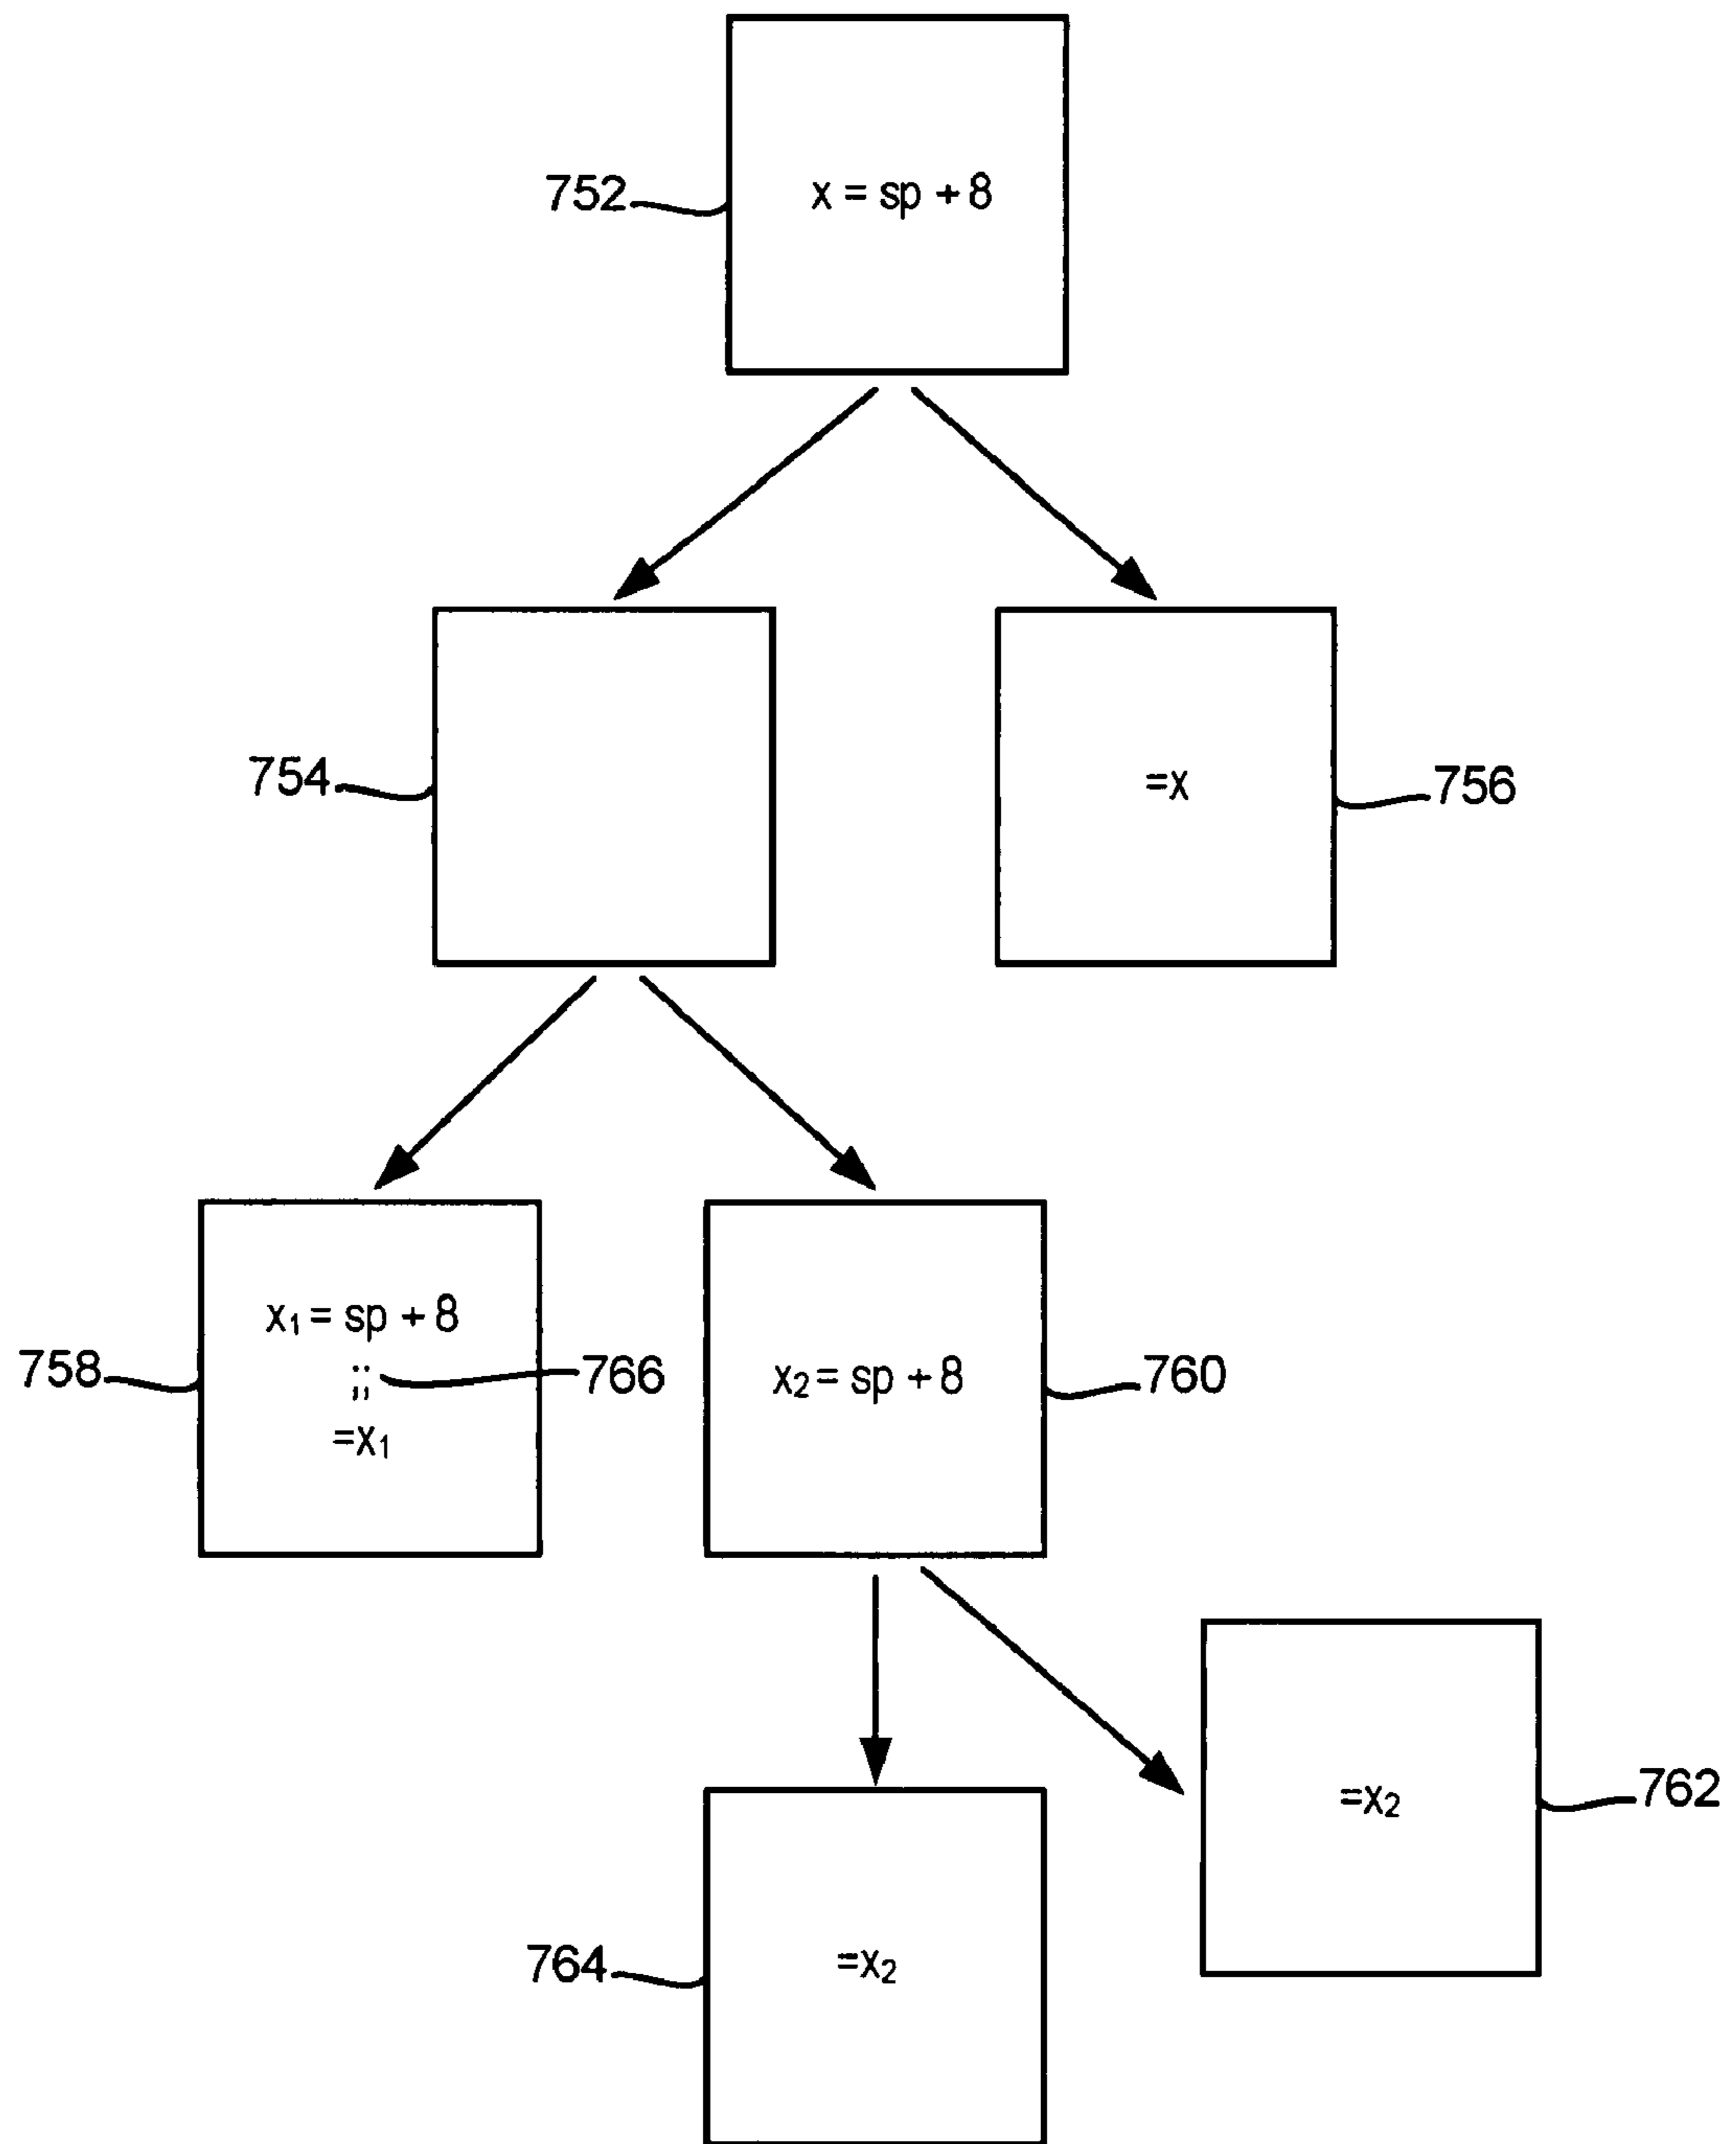 752
x = sp + 8
754
=x
756
x₁ = sp + 8
758
;;
766
=x₁
x₂ = sp + 8
760
=x₂
762
764
=x₂